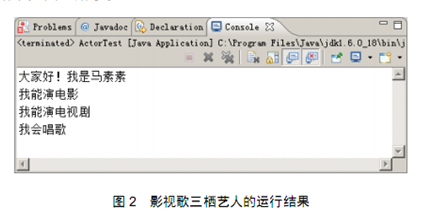 Problems @ Javadoc Declaration Console
<terminated> ActorTest [Java Application] C:\Program Files\Java\jdk1.6.0_18\bin\j
大家好！我是马素素
我能演电影
我能演电视剧
我会唱歌
图 2 影视歌三栖艺人的运行结果